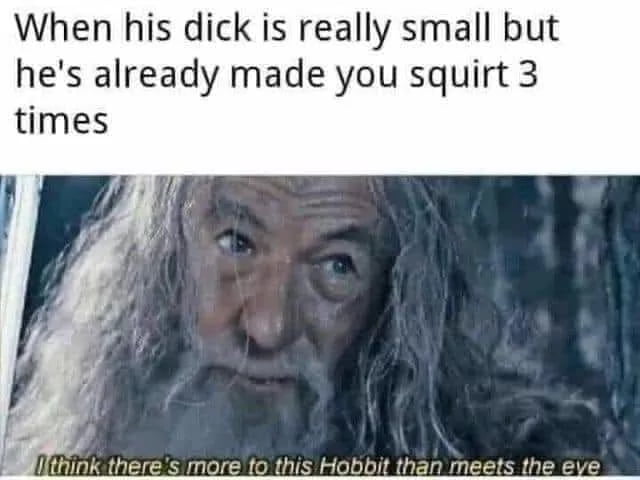 When his dick is really small but
he's already made you squirt 3
times
I think there's more to this Hobbit than meets the eye